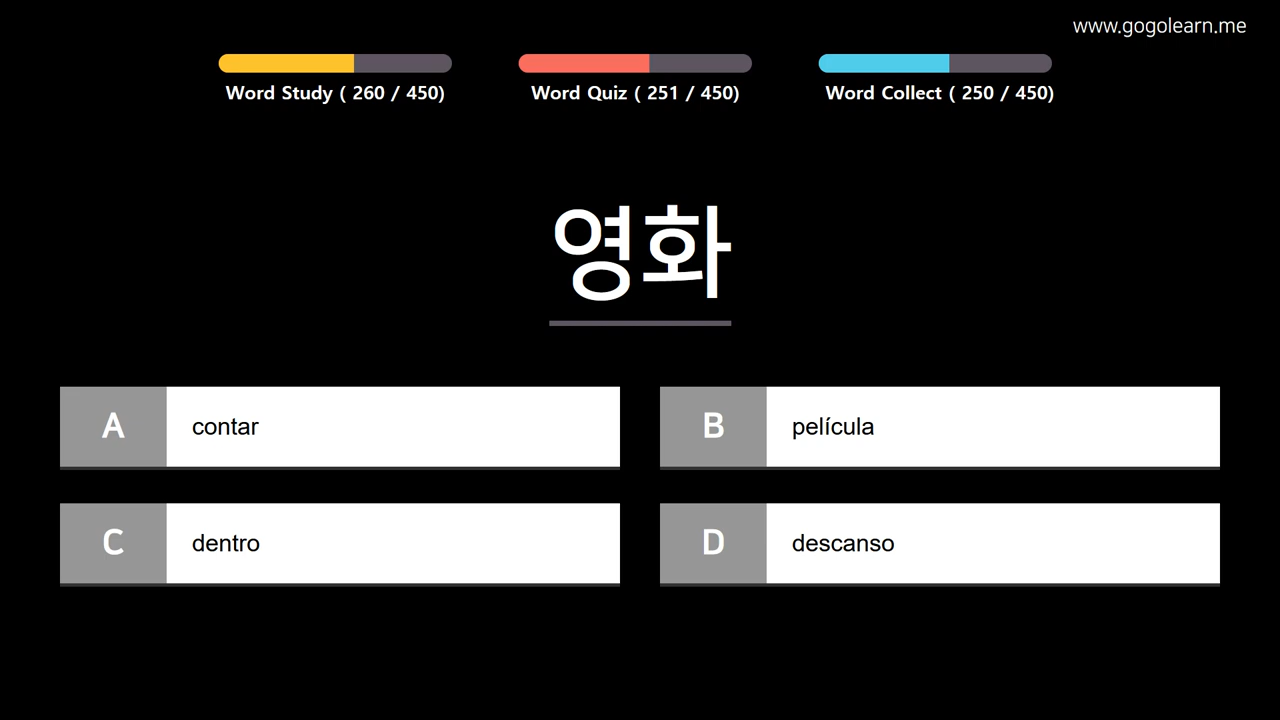 www.gogolearn.me
Word Study ( 260 / 450)
Word Quiz ( 251 / 450)
Word Collect ( 250 / 450)
영화
A contar
B película
C dentro
D descanso